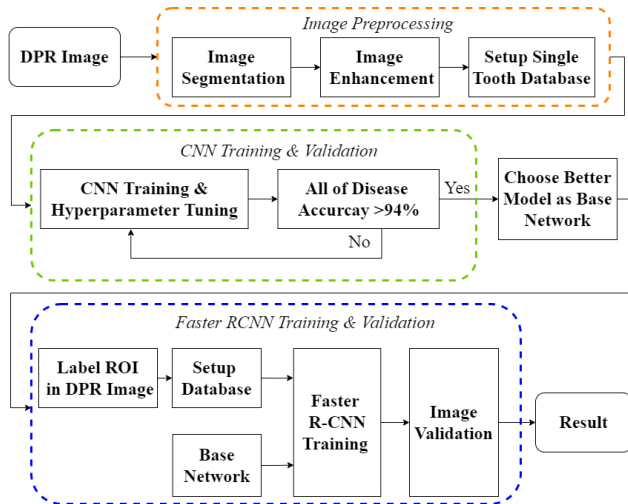 Image Preprocessing
DPR Image
Image
Segmentation
Image
Enhancement
Setup Single
Tooth Database
CNN Training & Validation
CNN Training &
Hyperparameter Tuning
All of Disease
Accurcay >94%
Yes
No
Choose Better
Model as Base
Network
Faster RCNN Training & Validation
Label ROI
in DPR Image
Setup
Database
Base
Network
Faster
R-CNN
Training
Image
Validation
Result